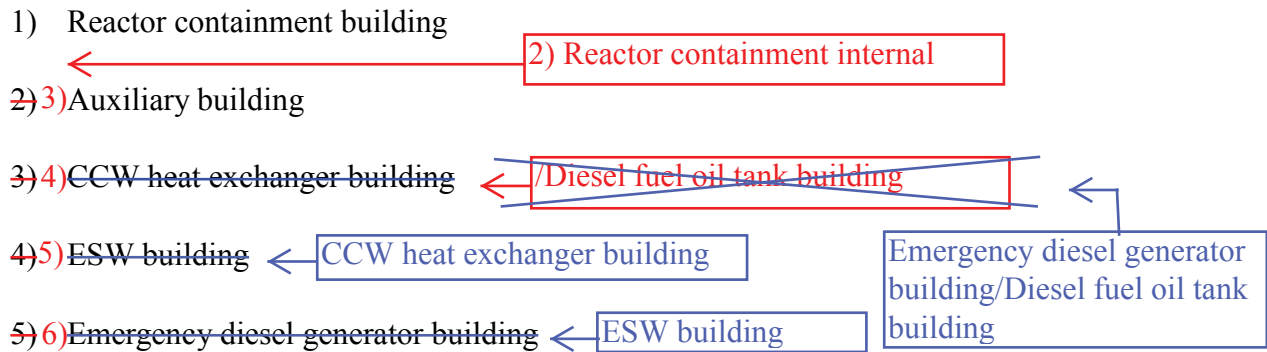 1) Reactor containment building
2) Reactor containment internal
2) 3) Auxiliary building
3) 4) CCW heat exchanger building /Diesel fuel oil tank building
4) 5) ESW building CCW heat exchanger building
Emergency diesel generator
building/Diesel fuel oil tank
building
5) 6) Emergency diesel generator building ESW building